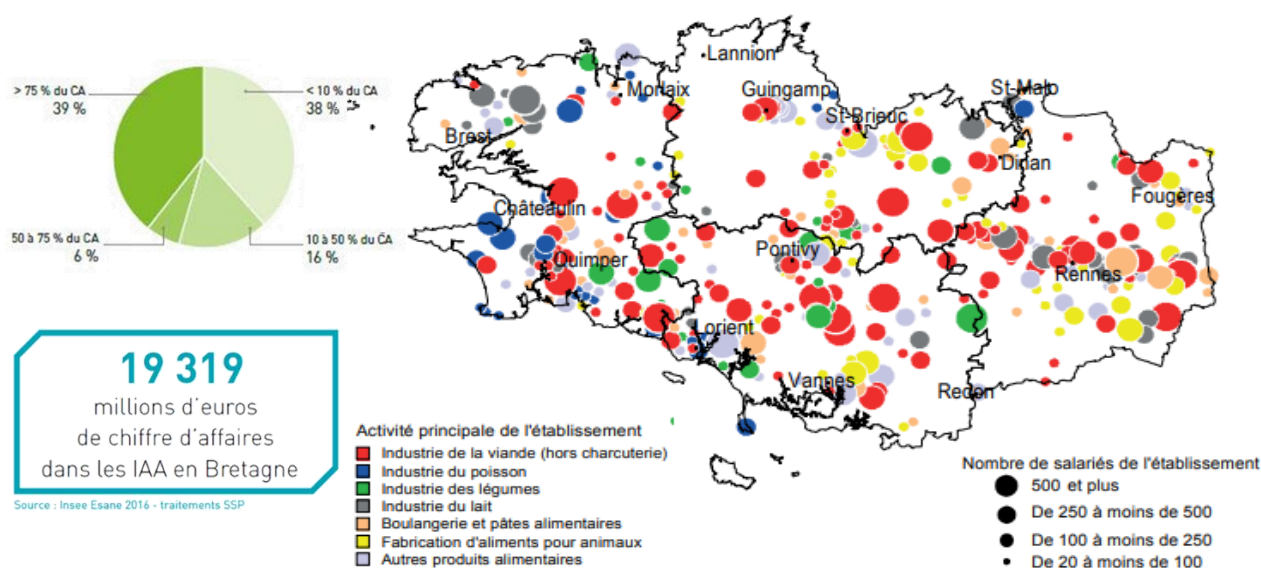 > 75 % du CA
39 %
< 10 % du CA
38 %
50 à 75 % du CA
6 %
10 à 50 % du CA
16 %
19 319
millions d'euros
de chiffre d'affaires
dans les IAA en Bretagne
Source : Insee Esane 2016 - traitements SSP
Lannion
Morlaix
Guingamp
St-Malo
St-Brieuc
Brest
Dinan
Fougères
Châteaulin
Pontivy
Quimper
Rennes
Lorient
Vannes
Redon
Activité principale de l'établissement
Industrie de la viande (hors charcuterie)
Industrie du poisson
Industrie des légumes
Industrie du lait
Boulangerie et pâtes alimentaires
Fabrication d'aliments pour animaux
Autres produits alimentaires
Nombre de salariés de l'établissement
500 et plus
De 250 à moins de 500
De 100 à moins de 250
De 20 à moins de 100